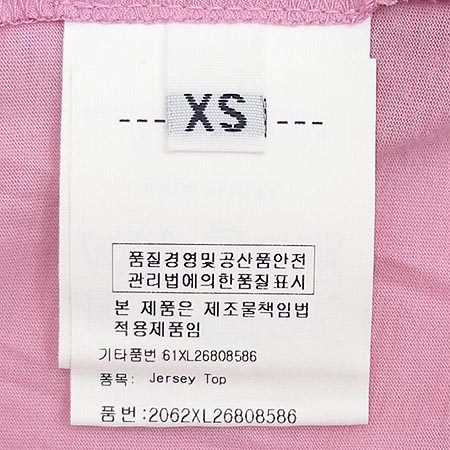 XS
품질경영및공산품안전
관리법에의한품질표시
본 제품은 제조물책임법
적용제품임
기타품번 61XL26808586
품목: Jersey Top
품번:2062XL26808586